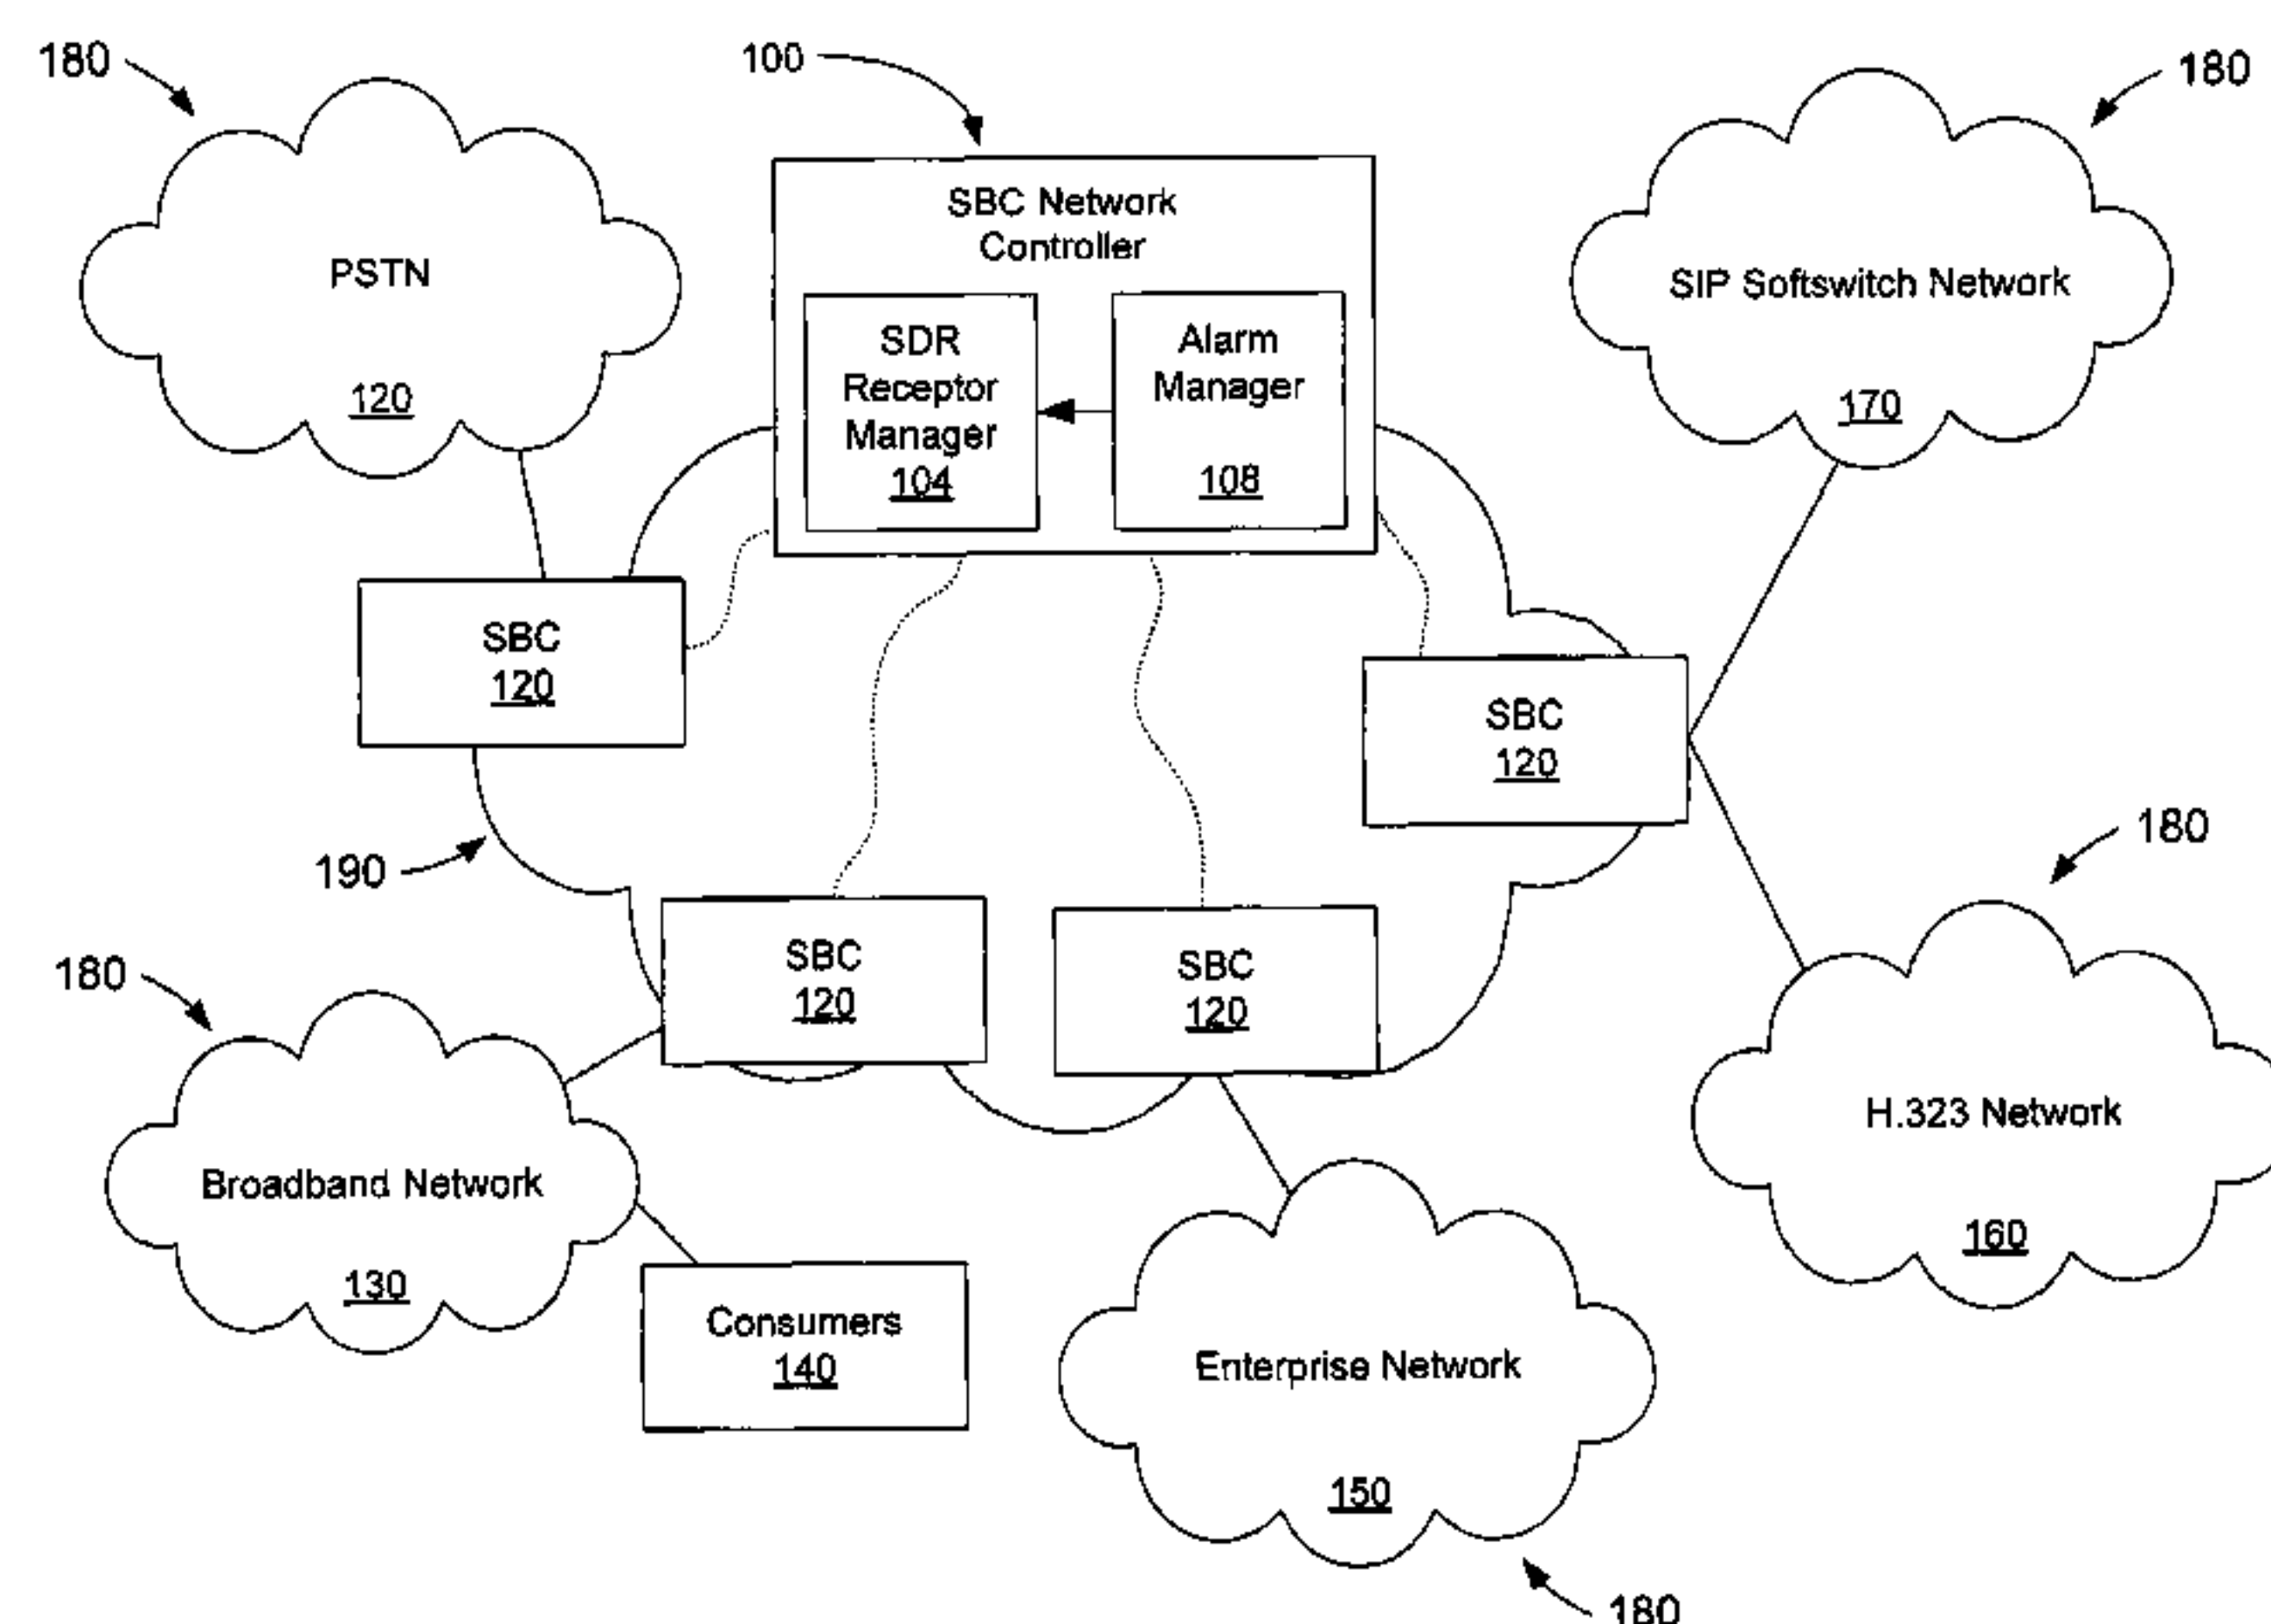 180
100
180
PSTN
120
SBC Network
Controller
SDR
Receptor
Manager
104
Alarm
Manager
108
SIP Softswitch Network
170
SBC
120
SBC
120
190
180
180
SBC
120
SBC
120
Broadband Network
130
H.323 Network
160
Consumers
140
Enterprise Network
150
180